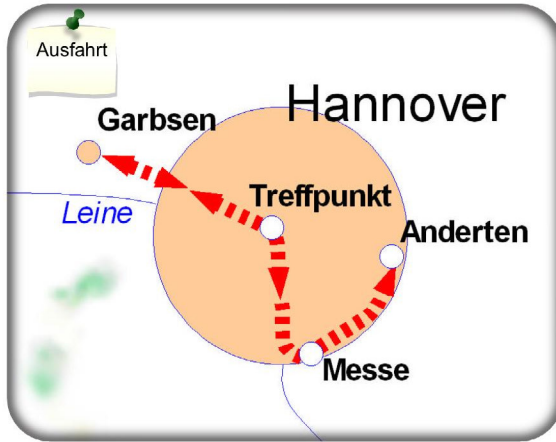 Ausfahrt
Hannover
Garbsen
Treffpunkt
Leine
Anderten
Messe